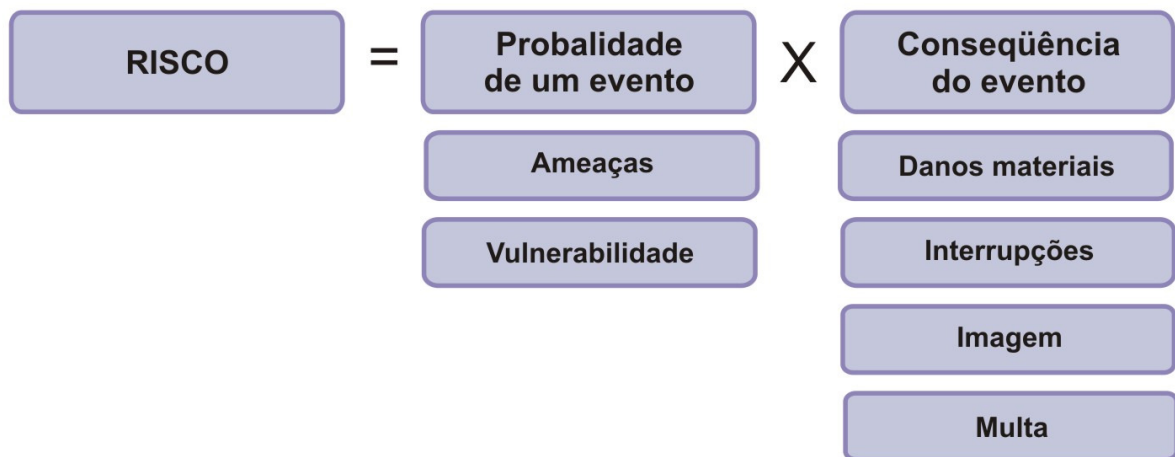 RISCO
=
Probalidade
de um evento
X
Conseqüência
do evento
Ameaças
Vulnerabilidade
Danos materiais
Interrupções
Imagem
Multa